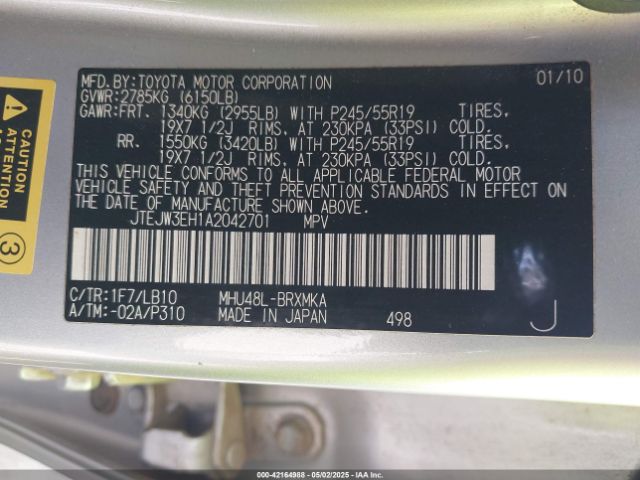 MFD.BY:TOYOTA MOTOR CORPORATION 01/10
GVWR:2785KG (6150LB)
GAWR:FRT. 1340KG (2955LB) WITH P245/55R19 TIRES,
19X7 1/2J RIMS, AT 230KPA (33PSI) COLD.
RR. 1550KG (3420LB) WITH P245/55R19 TIRES,
19X7 1/2J RIMS, AT 230KPA (33PSI) COLD.
THIS VEHICLE CONFORMS TO ALL APPLICABLE FEDERAL MOTOR
VEHICLE SAFETY AND THEFT PREVENTION STANDARDS IN EFFECT ON
THE DATE OF MANUFACTURE SHOWN ABOVE.
JTEJW3EH1A2042701 MPV
C/TR:1F7/LB10 MHU48L-BRXMKA
A/TM:-02A/P310 MADE IN JAPAN 498 J
CAUTION
3
000-42164988 - 05/02/2025 - IAA Inc.